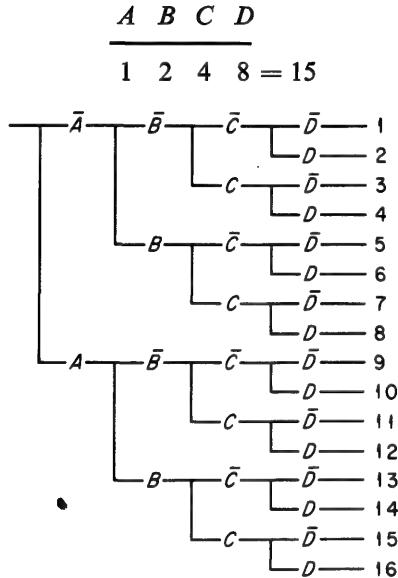 A B C D
1 2 4 8 = 15
Ā B̄ C̄ D̄ 1
D 2
C D̄ 3
D 4
B C̄ D̄ 5
D 6
C D̄ 7
D 8
A B̄ C̄ D̄ 9
D 10
C D̄ 11
D 12
B C̄ D̄ 13
D 14
C D̄ 15
D 16